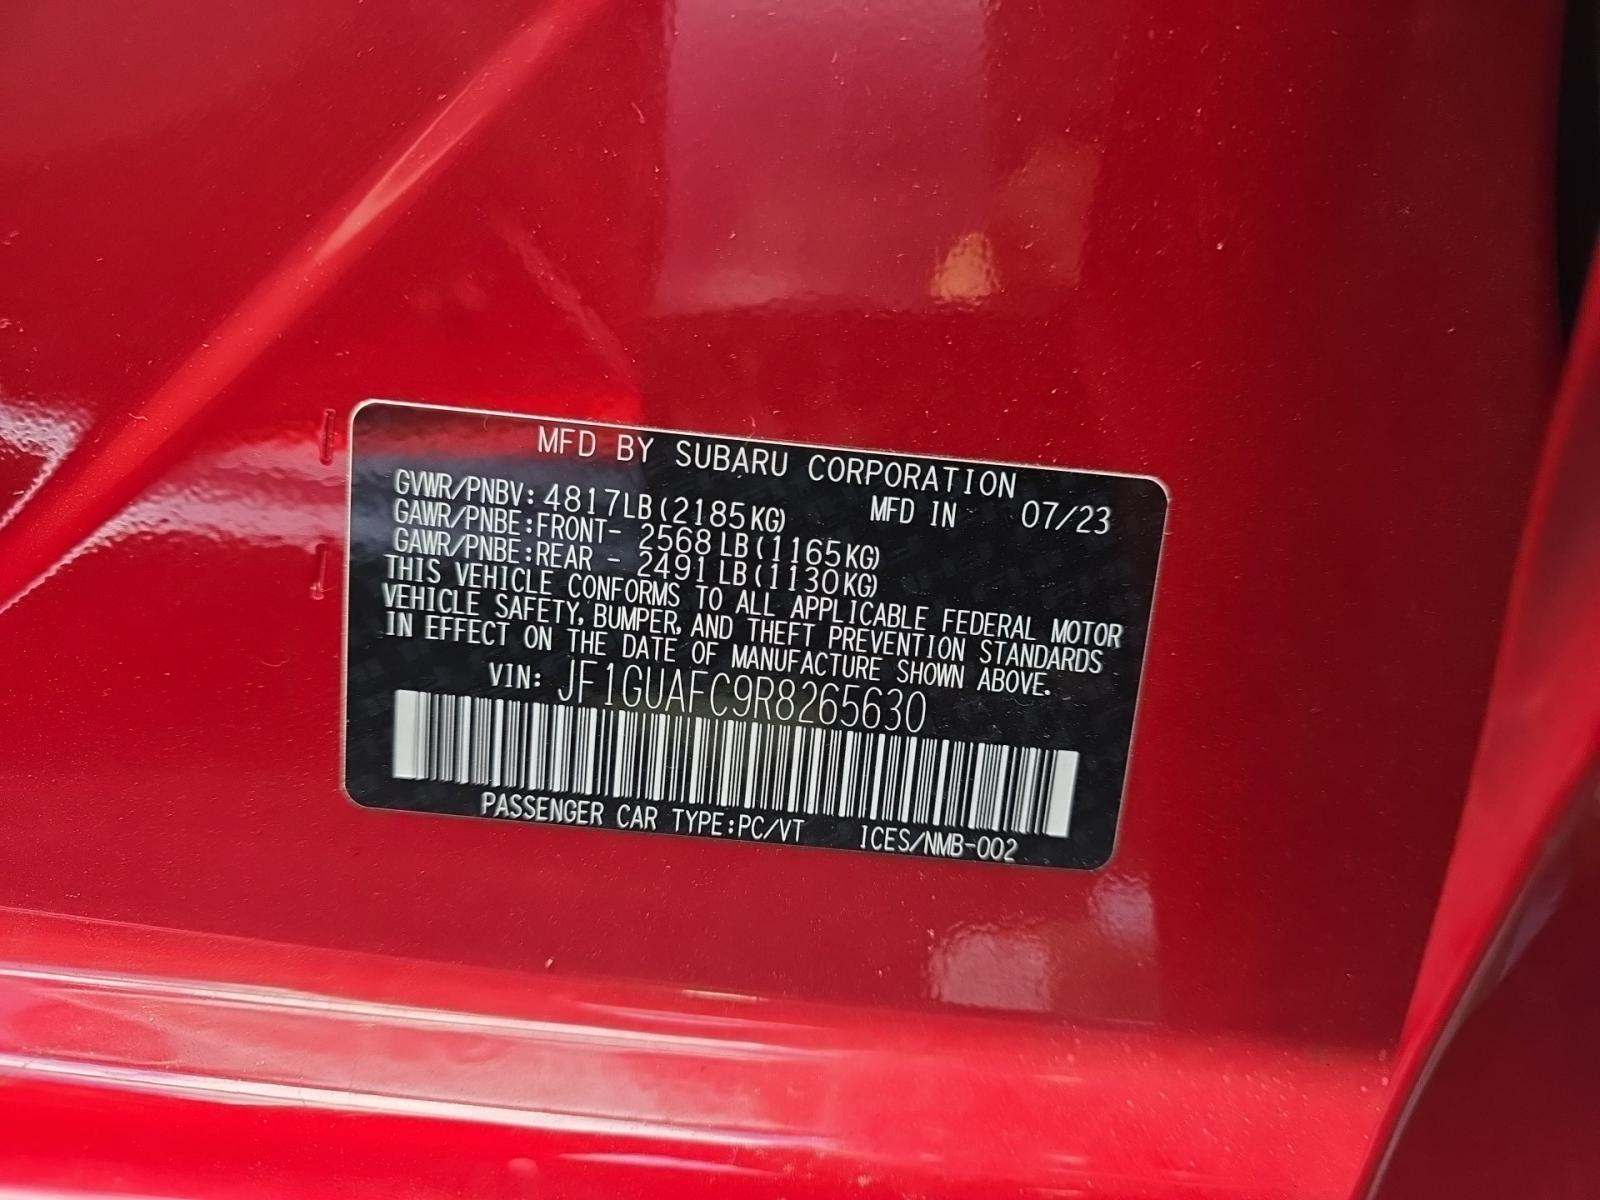 MFD BY SUBARU CORPORATION
GVWR/PNBV: 4817LB(2185KG) MFD IN 07/23
GAWR/PNBE:FRONT- 2568LB(1165KG)
GAWR/PNBE:REAR - 2491LB(1130KG)
THIS VEHICLE CONFORMS TO ALL APPLICABLE FEDERAL MOTOR
VEHICLE SAFETY, BUMPER, AND THEFT PREVENTION STANDARDS
IN EFFECT ON THE DATE OF MANUFACTURE SHOWN ABOVE.
VIN: JF1GUAFC9R8265630
PASSENGER CAR TYPE:PC/VT ICES/NMB-002